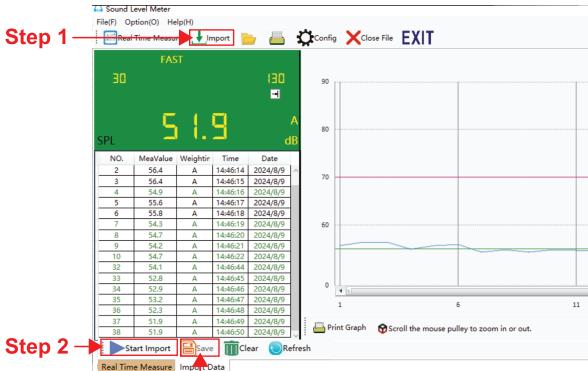 Sound Level Meter
File(F) Option(O) Help(H)
Step 1
Real Time Measur Import Config Close File EXIT
FAST
30 130
51.9
A
SPL dB
NO. MeaValue Weightin Time Date
2 56.4 A 14:46:14 2024/8/9
3 56.4 A 14:46:15 2024/8/9
4 54.9 A 14:46:16 2024/8/9
5 55.6 A 14:46:17 2024/8/9
6 55.8 A 14:46:18 2024/8/9
7 54.3 A 14:46:19 2024/8/9
8 54.7 A 14:46:20 2024/8/9
9 54.2 A 14:46:21 2024/8/9
10 54.7 A 14:46:22 2024/8/9
32 54.1 A 14:46:44 2024/8/9
33 52.8 A 14:46:45 2024/8/9
34 52.9 A 14:46:46 2024/8/9
35 53.2 A 14:46:47 2024/8/9
36 52.3 A 14:46:48 2024/8/9
37 51.9 A 14:46:49 2024/8/9
38 51.9 A 14:46:50 2024/8/9
90
80
70
60
0
1 6 11
Print Graph Scroll the mouse pulley to zoom in or out.
Step 2
Start Import Save Clear Refresh
Real Time Measure Import Data